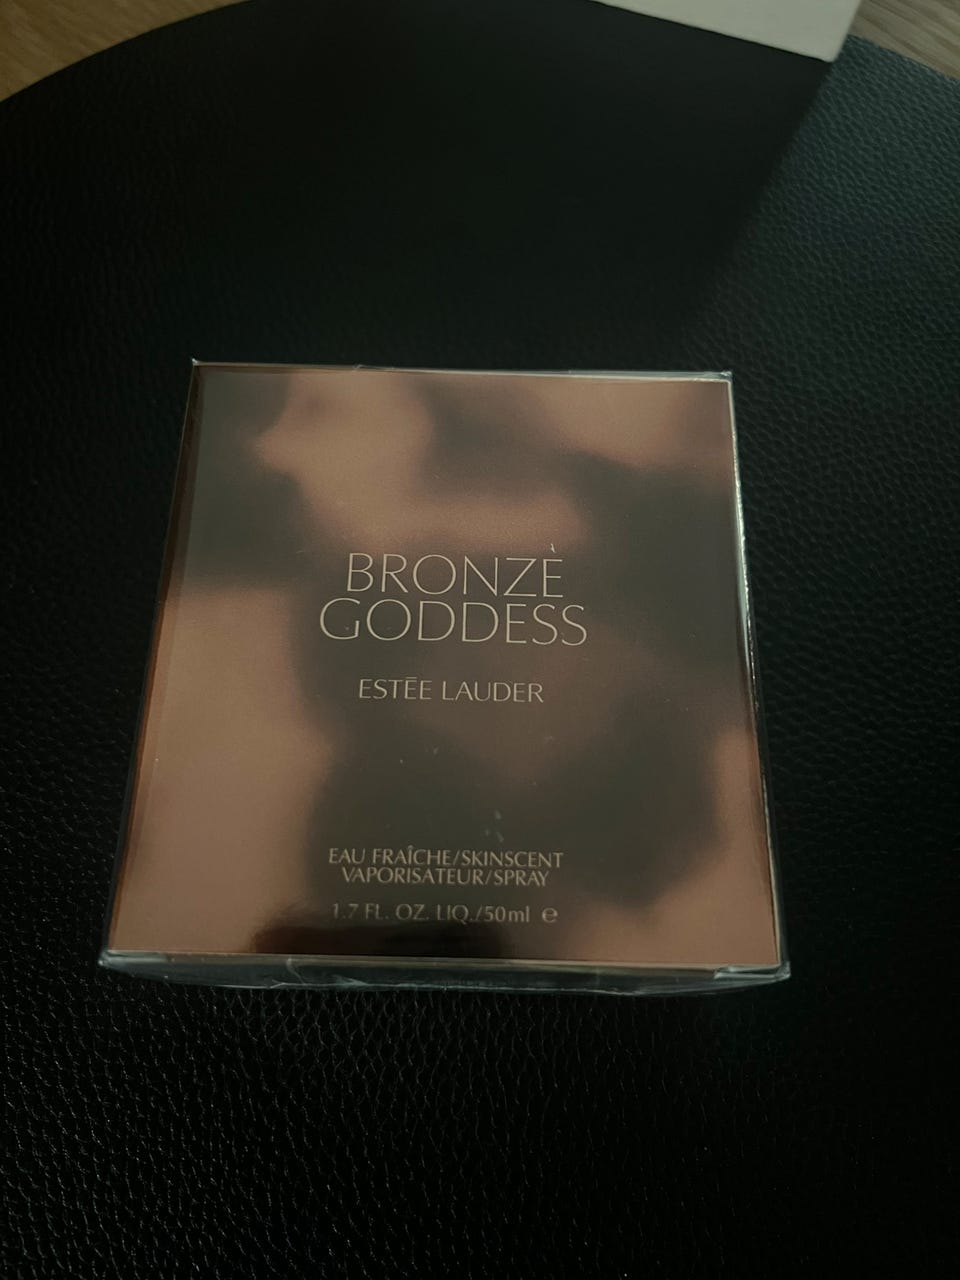 BRONZE
GODDESS
ESTĒE LAUDER
EAU FRAÎCHE/SKINSCENT
VAPORISATEUR/SPRAY
1.7 FL. OZ. LIQ./50ml ℮